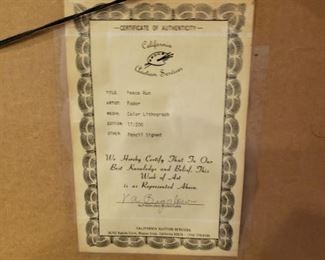 CERTIFICATE OF AUTHENTICITY
California
Auction Services
TITLE: Peace Run
ARTIST: Fodor
MEDIA: Color Lithograph
EDITION: 17/200
OTHER: Pencil Signed
We Hereby Certify That To Our
Best Knowledge and Belief, This
Work of Art
is as Represented Above.
CALIFORNIA AUCTION SERVICES